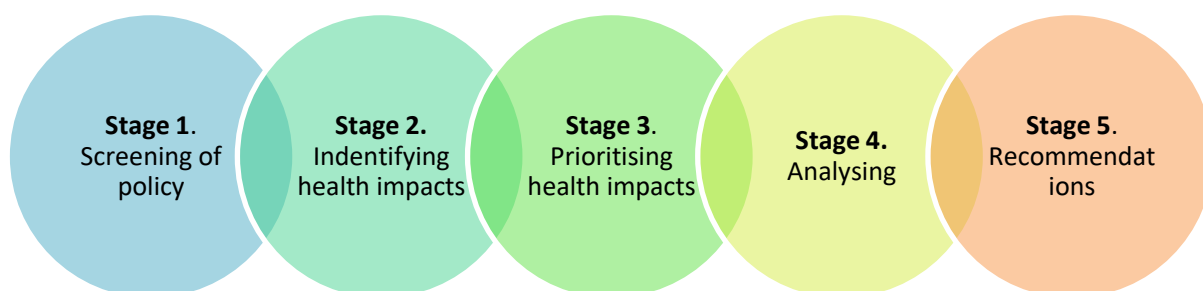 Stage 1.
Screening of
policy
Stage 2.
Indentifying
health impacts
Stage 3.
Prioritising
health impacts
Stage 4.
Analysing
Stage 5.
Recommendat
ions